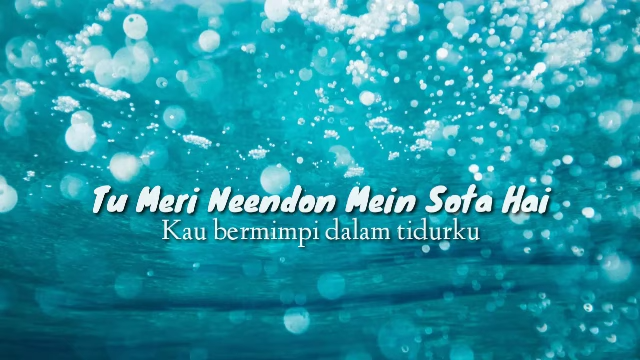 Tu Meri Neendon Mein Sota Hai
Kau bermimpi dalam tidurku